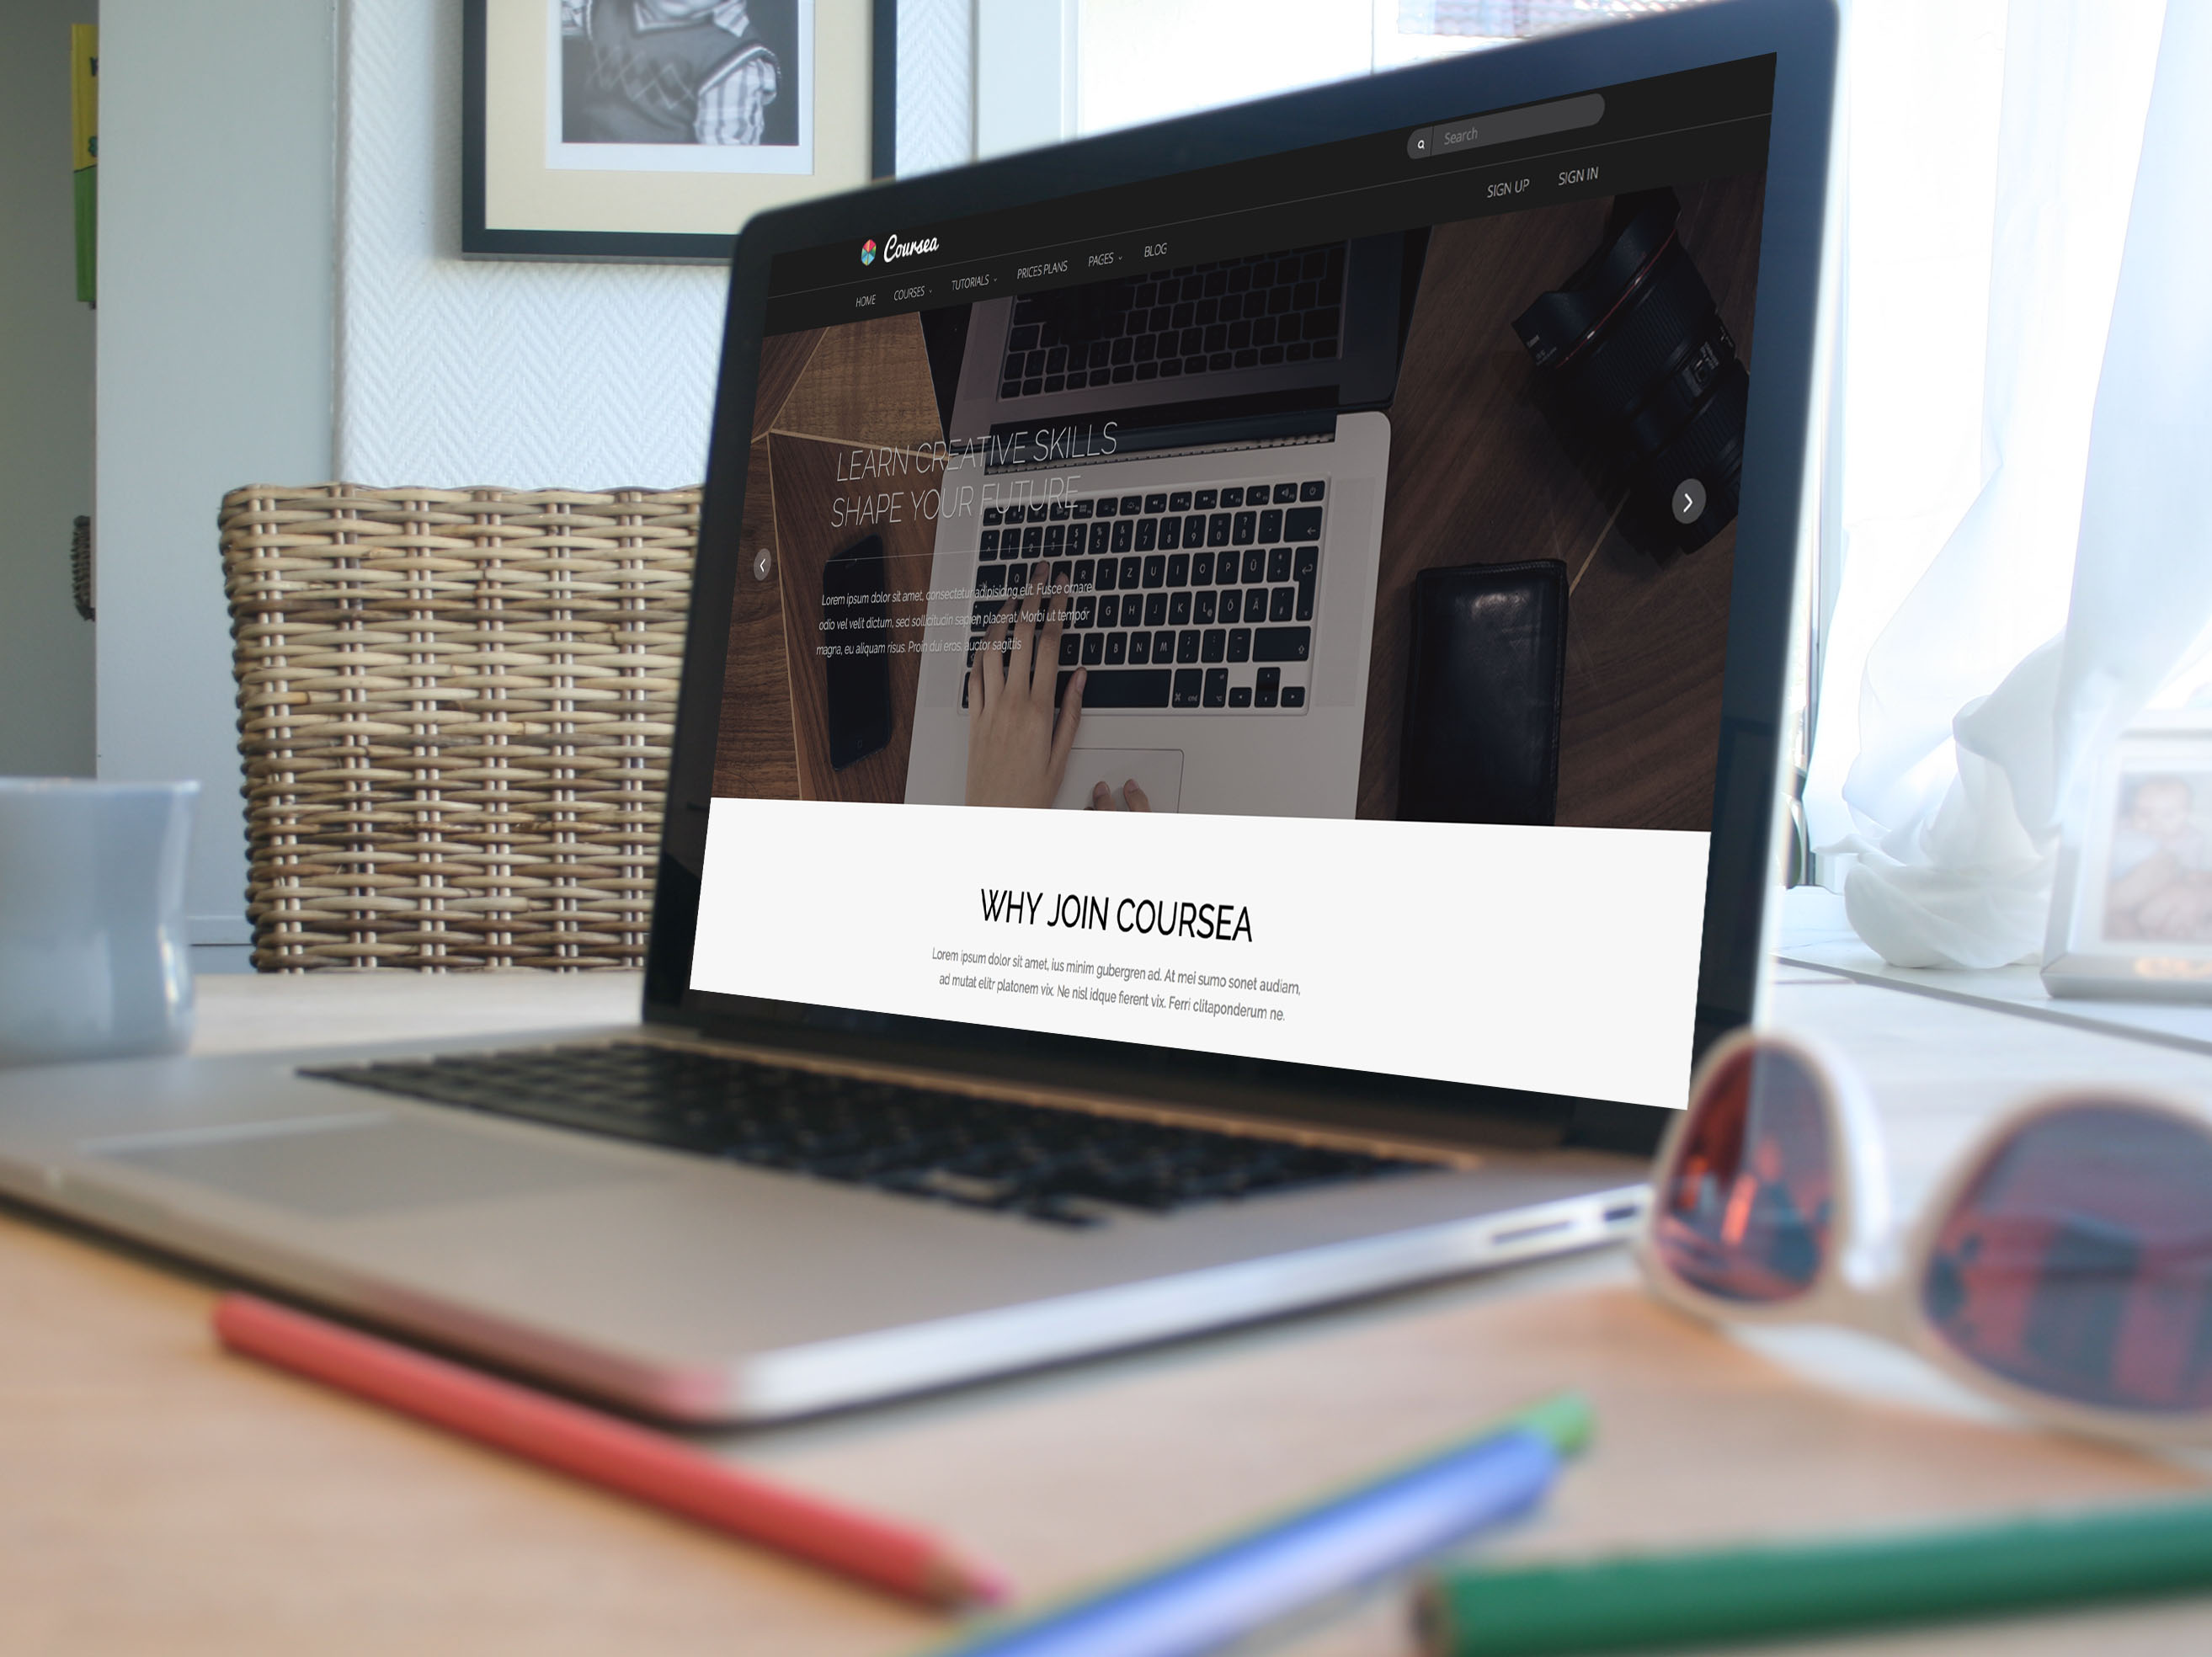 Coursea
Search
SIGN UP SIGN IN
HOME COURSES TUTORIALS PRICES PLANS PAGES BLOG
LEARN CREATIVE SKILLS
SHAPE YOUR FUTURE
Lorem ipsum dolor sit amet, consectetur adipisicing elit. Fusce ornare
odio vel velit dictum, sed sollicitudin sapien placerat. Morbi ut tempor
magna, eu aliquam risus. Proin dui eros, auctor sagittis
WHY JOIN COURSEA
Lorem ipsum dolor sit amet, ius minim gubergren ad. At mei sumo sonet audiam,
ad mutat elitr platonem vix. Ne nisl idque fierent vix. Ferri clitaponderum ne.